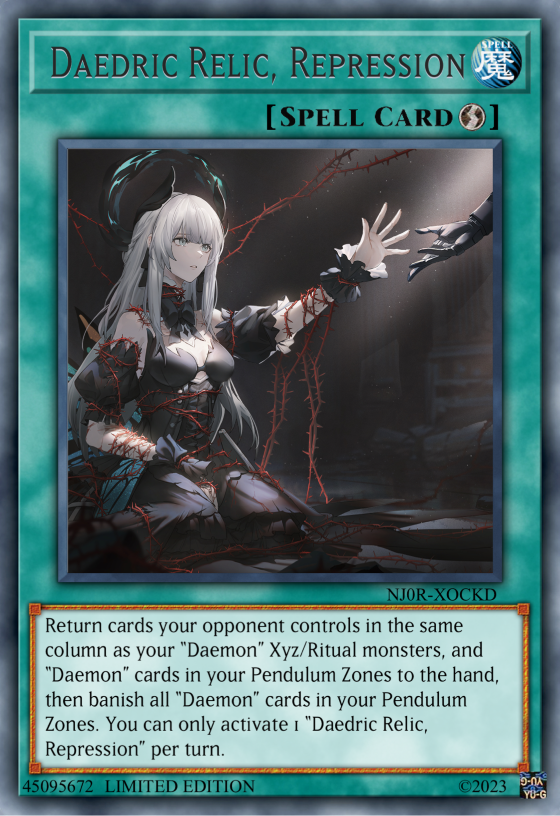 Daedric Relic, Repression
SPELL
魔
[Spell Card]
NJ0R-XOCKD
Return cards your opponent controls in the same
column as your "Daemon" Xyz/Ritual monsters, and
"Daemon" cards in your Pendulum Zones to the hand,
then banish all "Daemon" cards in your Pendulum
Zones. You can only activate 1 "Daedric Relic,
Repression" per turn.
45095672 LIMITED EDITION
©2023
YU-G